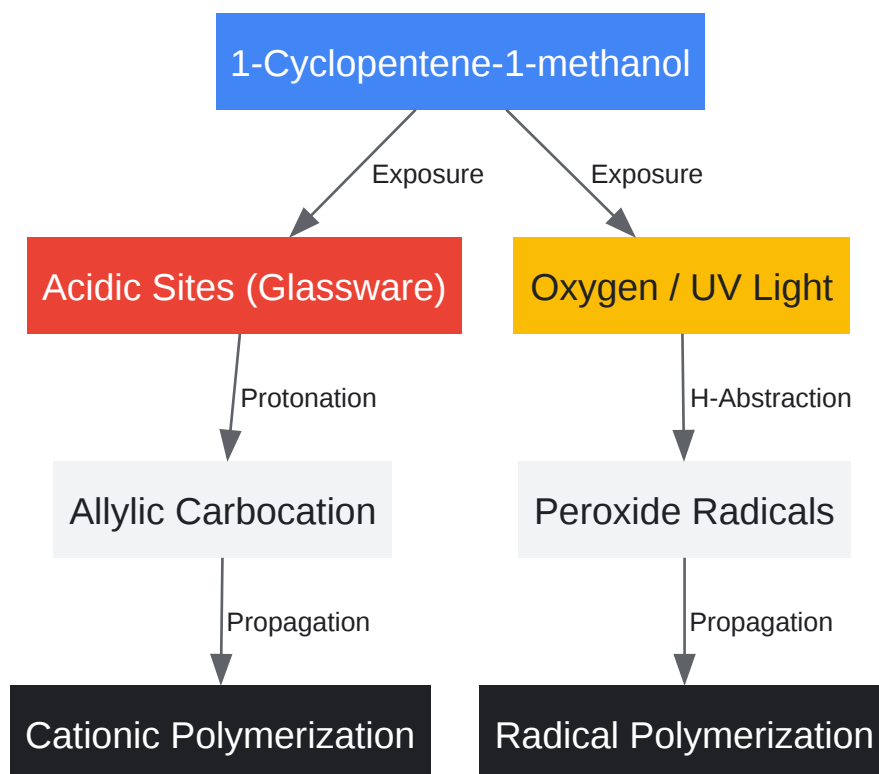 1-Cyclopentene-1-methanol
Exposure
Exposure
Acidic Sites (Glassware)
Oxygen / UV Light
Protonation
H-Abstraction
Allylic Carbocation
Peroxide Radicals
Propagation
Propagation
Cationic Polymerization
Radical Polymerization